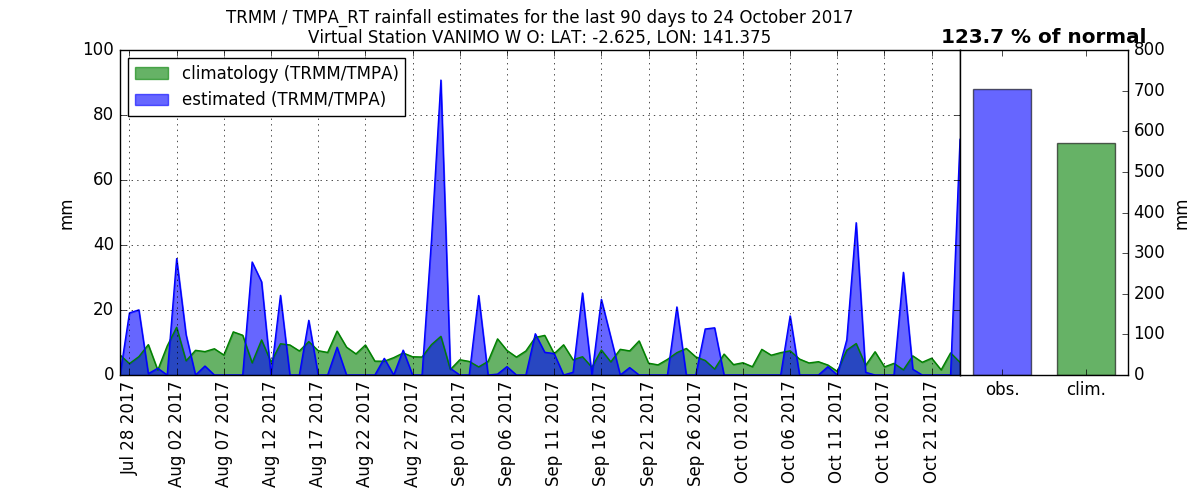 TRMM / TMPA_RT rainfall estimates for the last 90 days to 24 October 2017
Virtual Station VANIMO W O: LAT: -2.625, LON: 141.375
123.7 % of normal
climatology (TRMM/TMPA)
estimated (TRMM/TMPA)
100
80
60
40
20
0
mm
800
700
600
500
400
300
200
100
0
mm
Jul 28 2017
Aug 02 2017
Aug 07 2017
Aug 12 2017
Aug 17 2017
Aug 22 2017
Aug 27 2017
Sep 01 2017
Sep 06 2017
Sep 11 2017
Sep 16 2017
Sep 21 2017
Sep 26 2017
Oct 01 2017
Oct 06 2017
Oct 11 2017
Oct 16 2017
Oct 21 2017
obs.
clim.